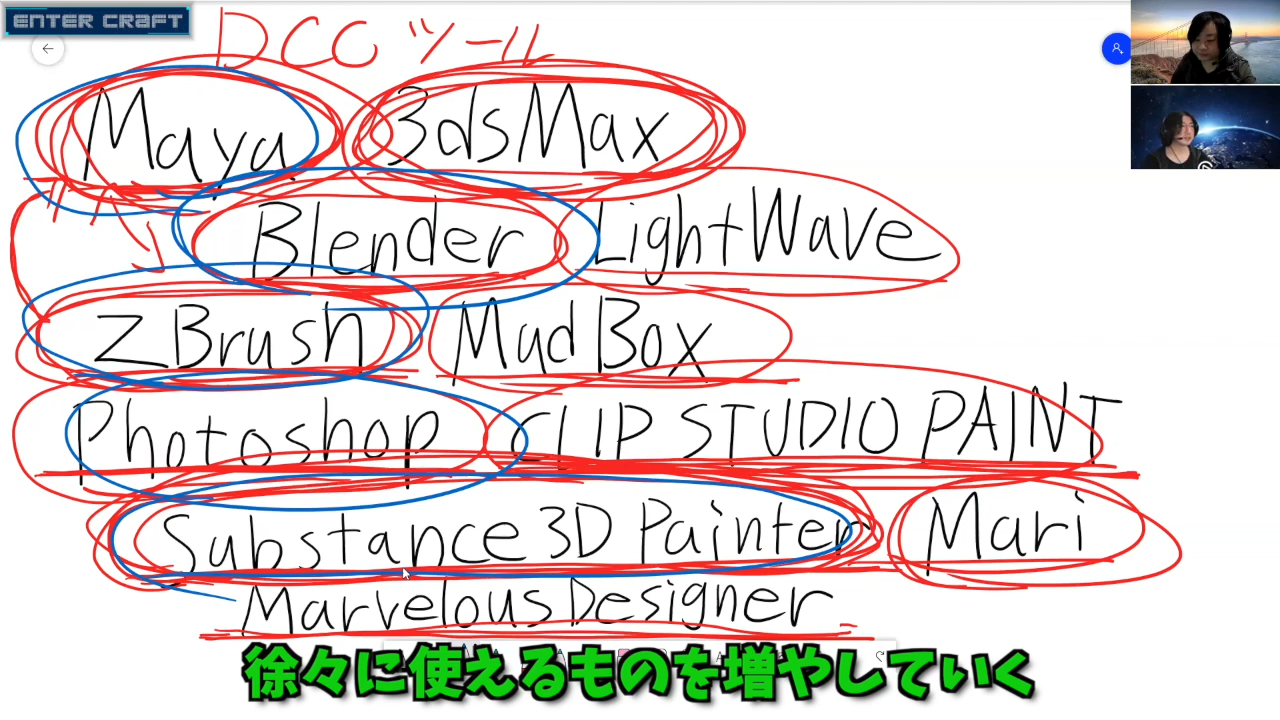 ENTER CRAFT
DCCツール
Maya 3dsMax
Blender LightWave
ZBrush MudBox
Photoshop CLIP STUDIO PAINT
Substance 3D Painter Mari
MarvelousDesigner
徐々に使えるものを増やしていく